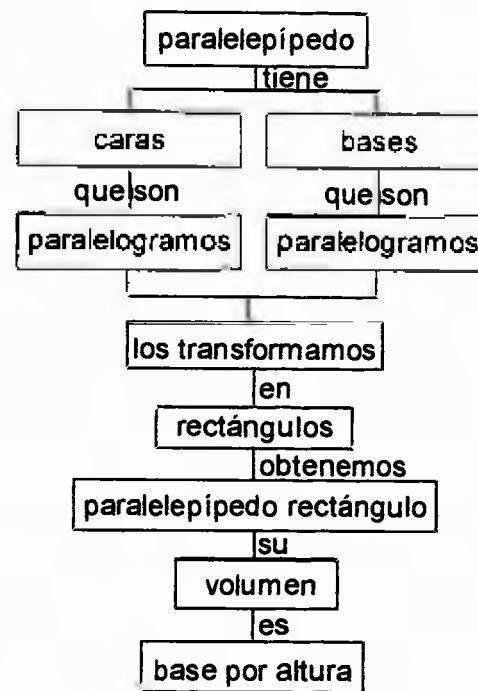 paralelepípedo
tiene
caras bases
que son que son
paralelogramos paralelogramos
los transformamos
en
rectángulos
obtenemos
paralelepípedo rectángulo
su
volumen
es
base por altura